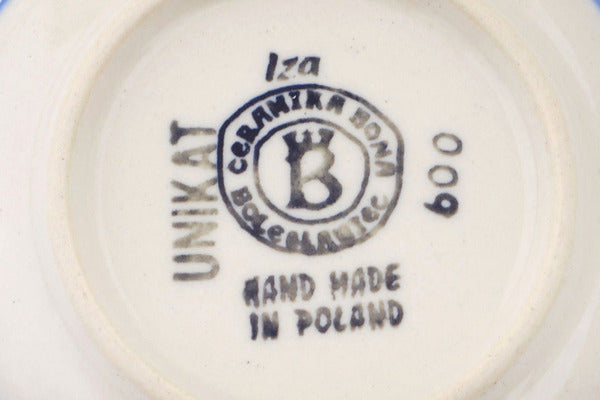 Iza
CERAMIKA BONA
BOLESŁAWIEC
B
UNIKAT
600
HAND MADE
IN POLAND